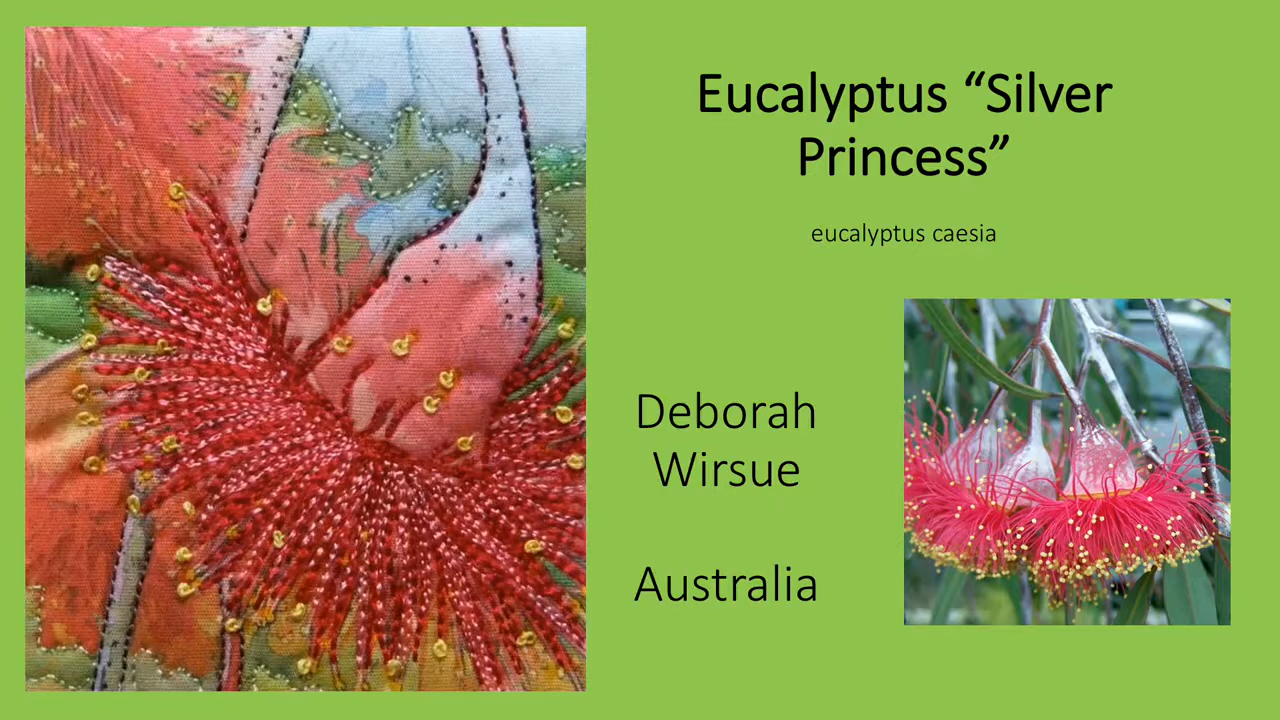 Eucalyptus “Silver
Princess”
eucalyptus caesia
Deborah
Wirsue
Australia